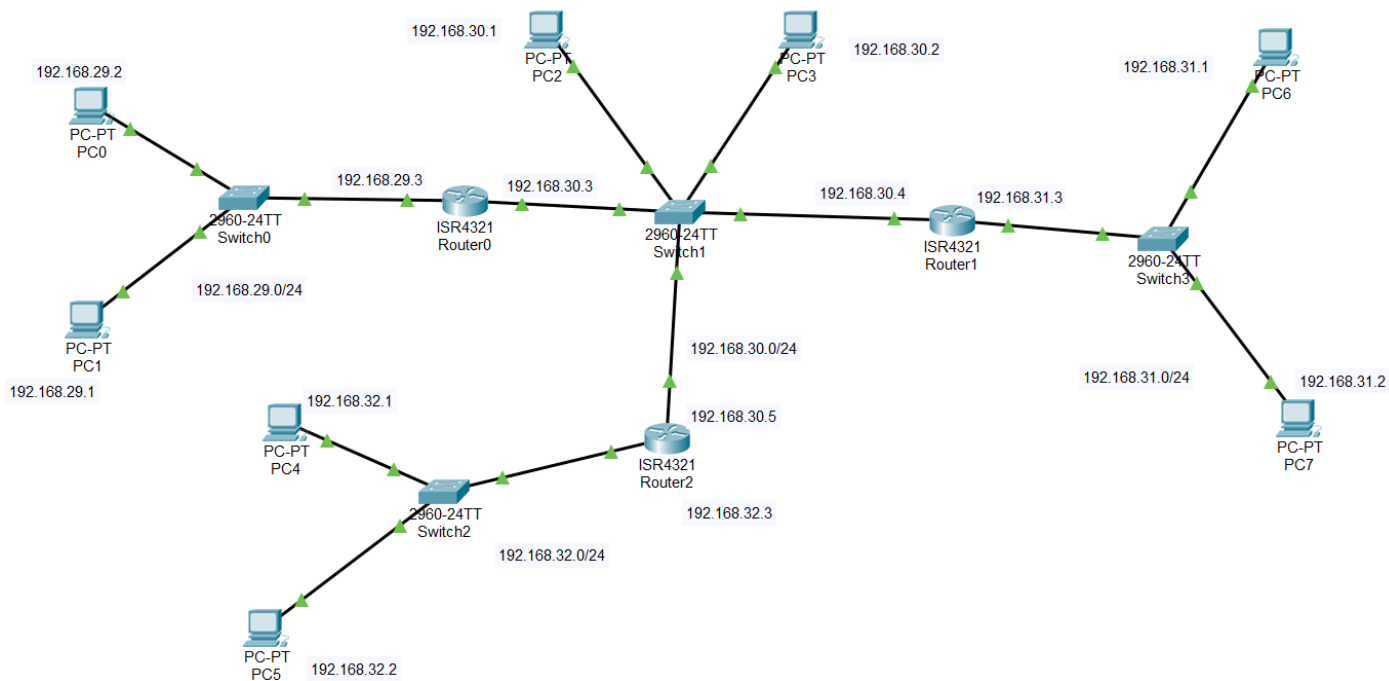 192.168.30.1
PC-PT
PC2
PC-PT
PC3
192.168.30.2
192.168.29.2
PC-PT
PC0
192.168.31.1
PC-PT
PC6
192.168.29.3
192.168.30.3
192.168.30.4
192.168.31.3
2960-24TT
Switch0
ISR4321
Router0
2960-24TT
Switch1
ISR4321
Router1
2960-24TT
Switch3
192.168.29.0/24
PC-PT
PC1
192.168.29.1
192.168.30.0/24
192.168.31.0/24
192.168.31.2
PC-PT
PC7
192.168.32.1
PC-PT
PC4
192.168.30.5
ISR4321
Router2
192.168.32.3
2960-24TT
Switch2
192.168.32.0/24
PC-PT
PC5
192.168.32.2